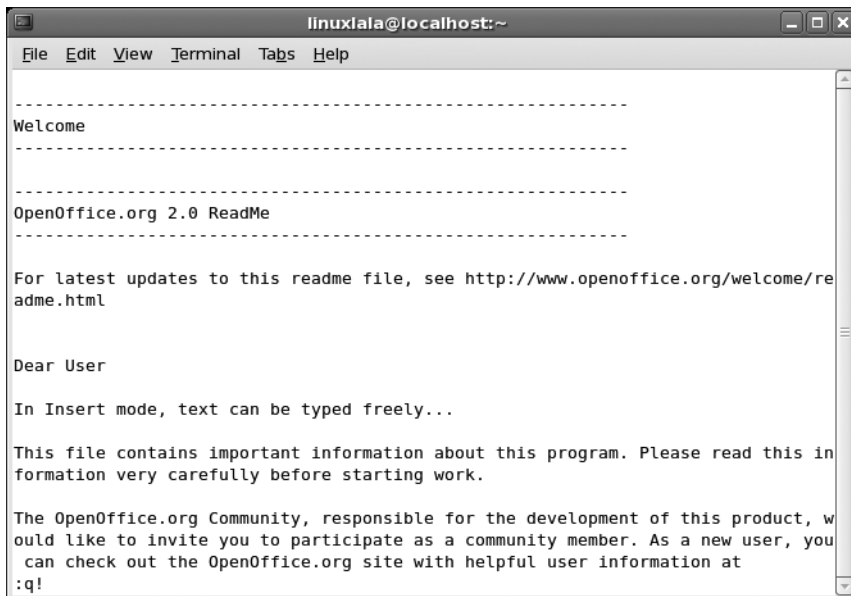 linuxlala@localhost:~
File Edit View Terminal Tabs Help
------------------------------------------------------------
Welcome
------------------------------------------------------------
------------------------------------------------------------
OpenOffice.org 2.0 ReadMe
------------------------------------------------------------
For latest updates to this readme file, see http://www.openoffice.org/welcome/re
adme.html
Dear User
In Insert mode, text can be typed freely...
This file contains important information about this program. Please read this in
formation very carefully before starting work.
The OpenOffice.org Community, responsible for the development of this product, w
ould like to invite you to participate as a community member. As a new user, you
can check out the OpenOffice.org site with helpful user information at
:q!